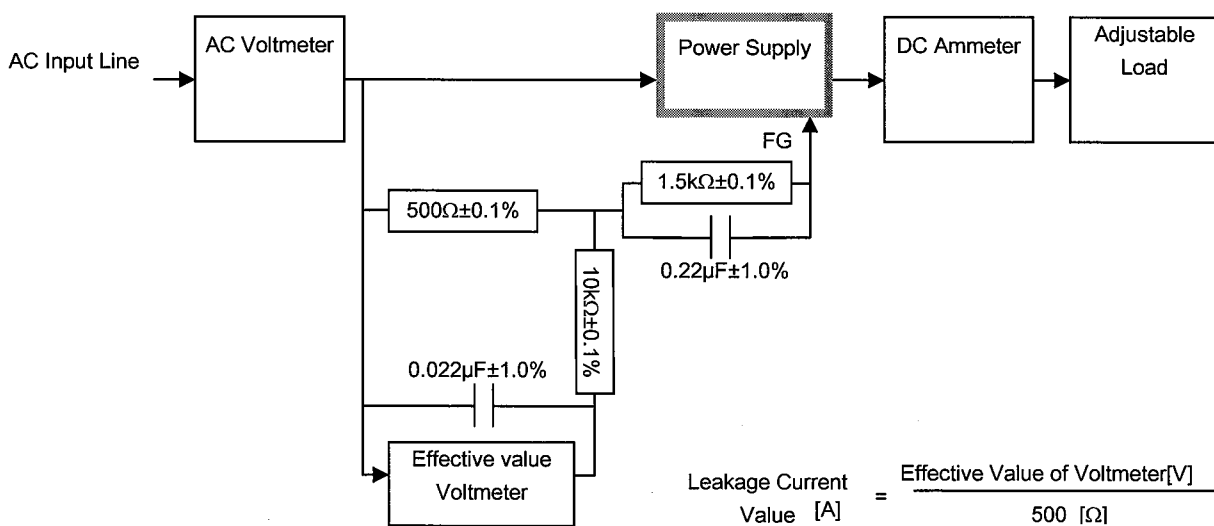 AC Input Line
AC Voltmeter
Power Supply
DC Ammeter
Adjustable
Load
FG
1.5kΩ±0.1%
500Ω±0.1%
0.22µF±1.0%
10kΩ±0.1%
0.022µF±1.0%
Effective value
Voltmeter
Leakage Current
Value [A]
=
Effective Value of Voltmeter[V]
500 [Ω]